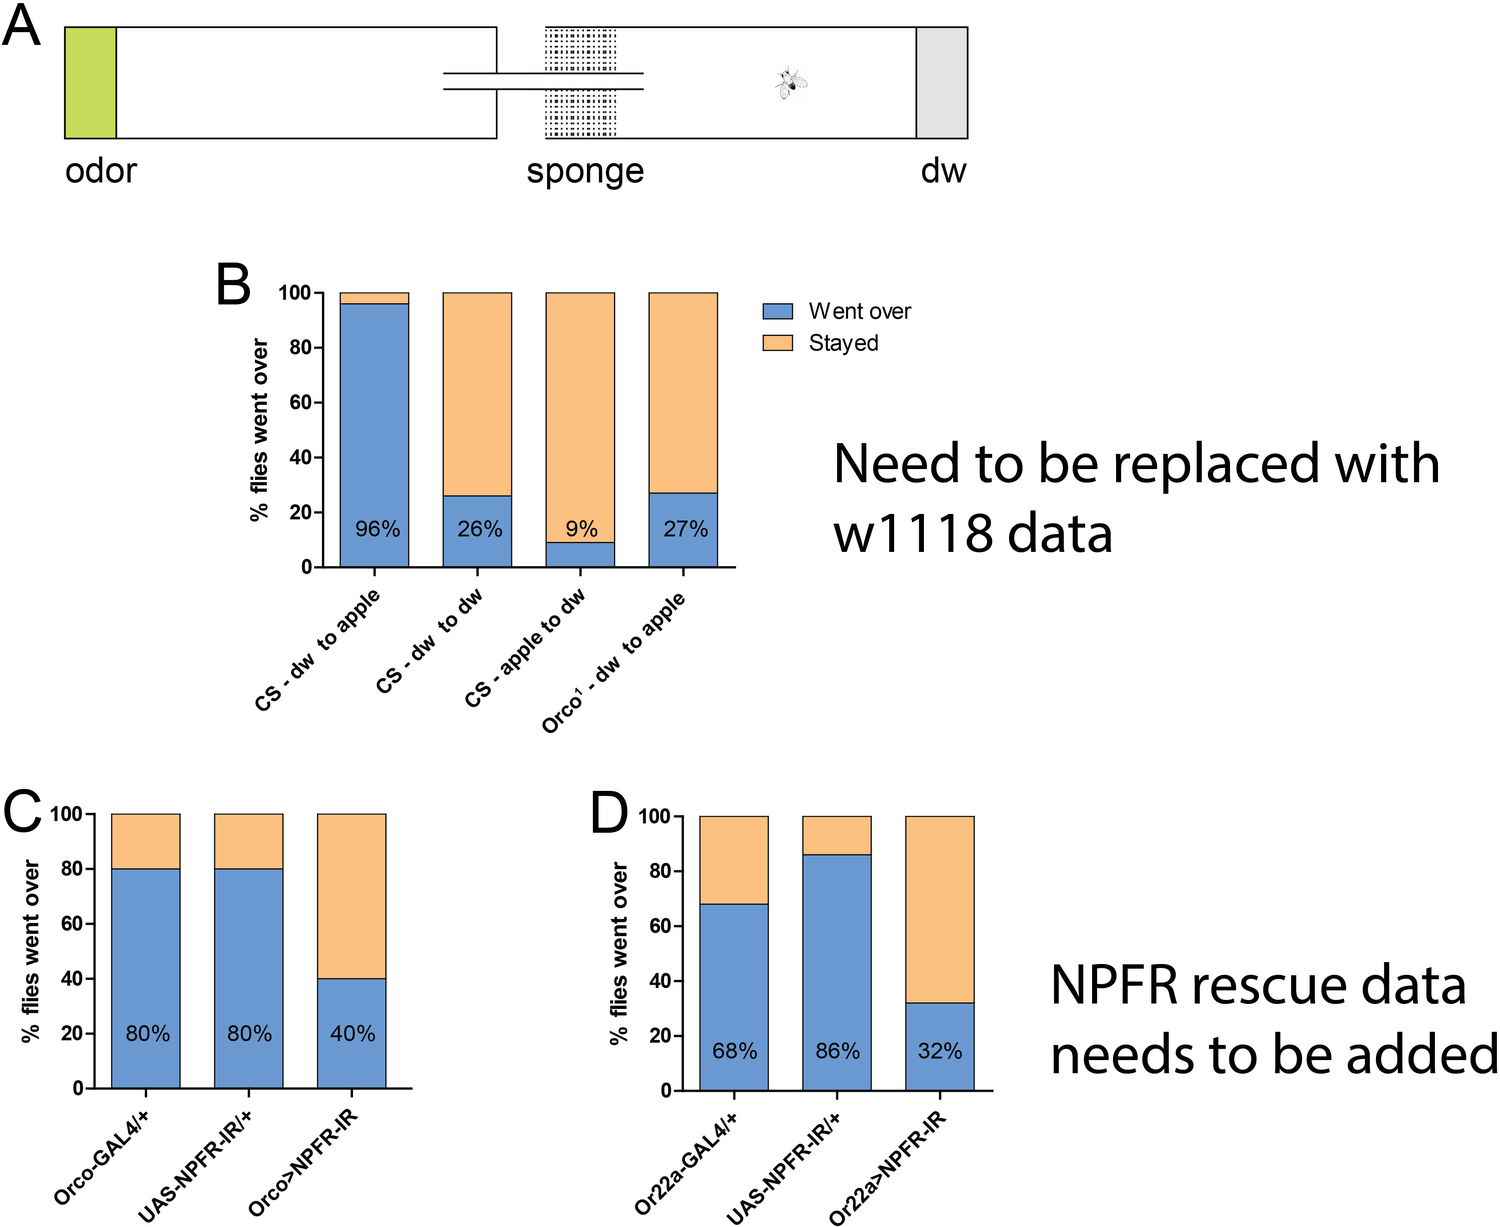 A
odor
sponge
dw
B
100
80
60
40
20
0
% flies went over
96%
26%
9%
27%
CS - dw to apple
CS - dw to dw
CS - apple to dw
Orco¹ - dw to apple
Went over
Stayed
Need to be replaced with
w1118 data
C
100
80
60
40
20
0
% flies went over
80%
80%
40%
Orco-GAL4/+
UAS-NPFR-IR/+
Orco>NPFR-IR
D
100
80
60
40
20
0
% flies went over
68%
86%
32%
Or22a-GAL4/+
UAS-NPFR-IR/+
Or22a>NPFR-IR
NPFR rescue data
needs to be added